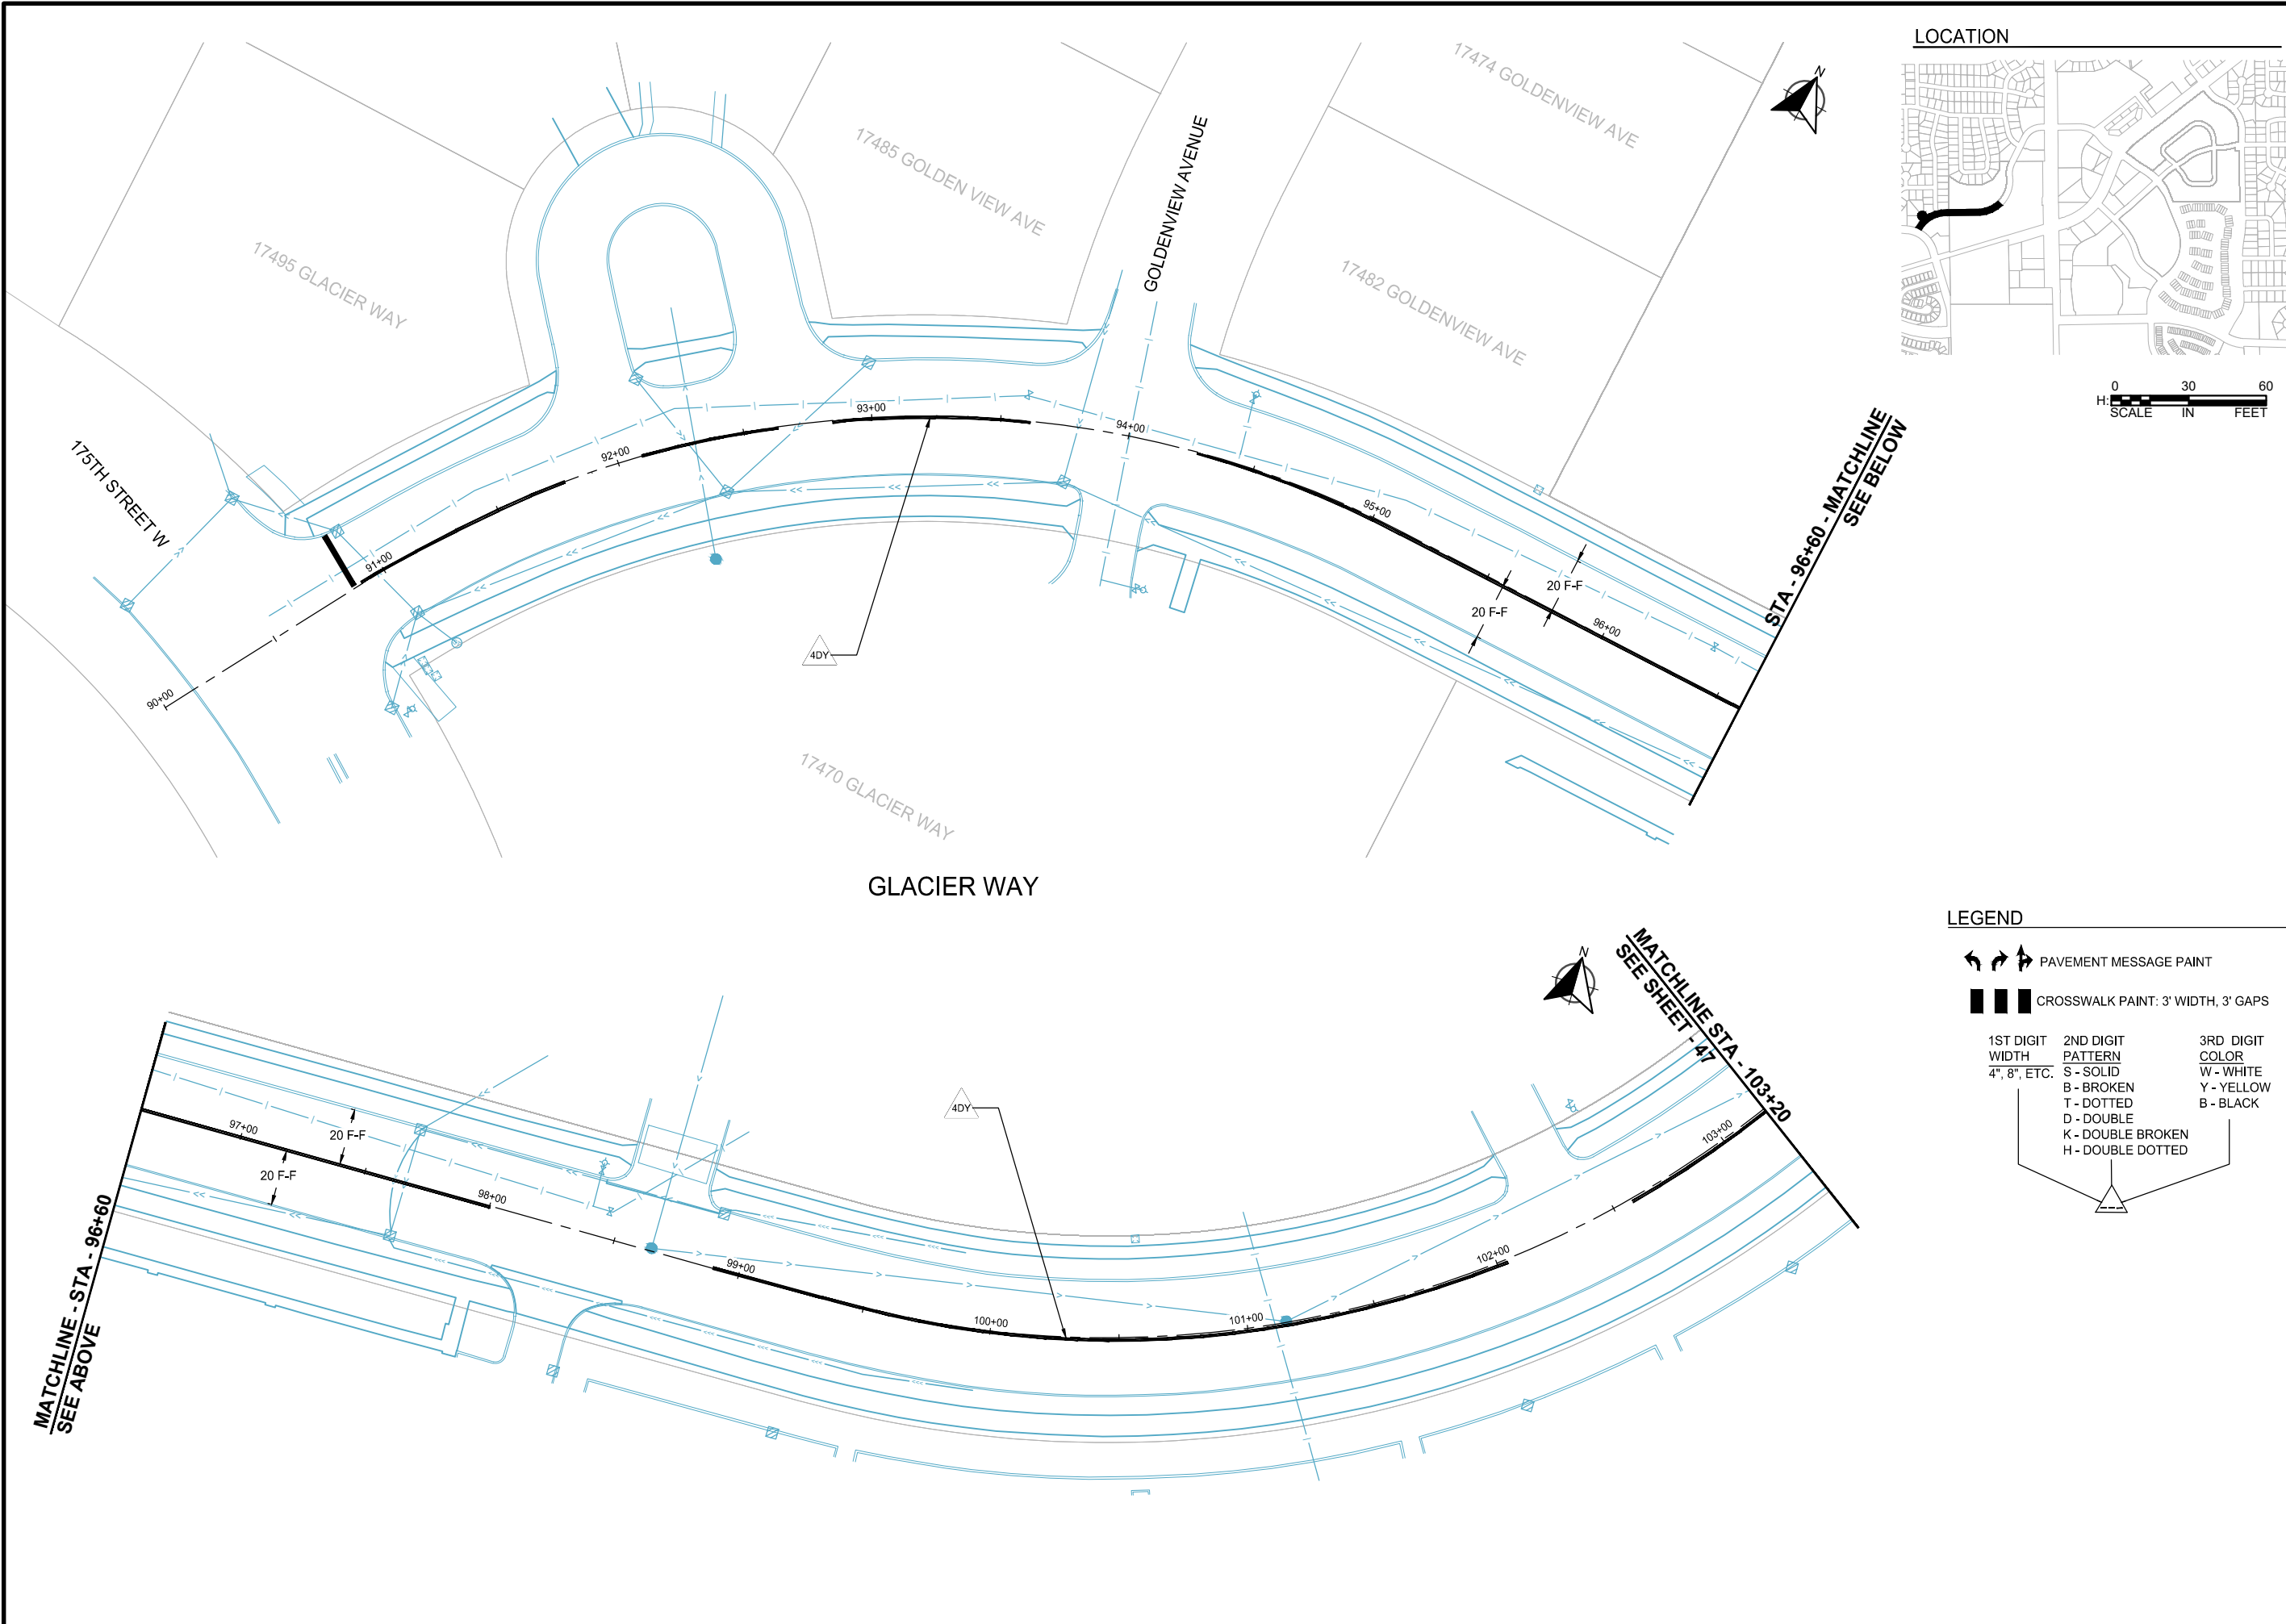 LOCATION
N
0 30 60
H:
SCALE IN FEET
17474 GOLDENVIEW AVE
17485 GOLDEN VIEW AVE
GOLDENVIEW AVENUE
17495 GLACIER WAY
17482 GOLDENVIEW AVE
175TH STREET W
90+00
91+00
92+00
93+00
94+00
95+00
96+00
20 F-F
20 F-F
4DY
STA - 96+60 - MATCHLINE
SEE BELOW
17470 GLACIER WAY
GLACIER WAY
LEGEND
PAVEMENT MESSAGE PAINT
CROSSWALK PAINT: 3' WIDTH, 3' GAPS
1ST DIGIT
WIDTH
4", 8", ETC.
2ND DIGIT
PATTERN
S - SOLID
B - BROKEN
T - DOTTED
D - DOUBLE
K - DOUBLE BROKEN
H - DOUBLE DOTTED
3RD DIGIT
COLOR
W - WHITE
Y - YELLOW
B - BLACK
N
MATCHLINE STA - 103+20
SEE SHEET - 47
4DY
97+00
98+00
99+00
100+00
101+00
102+00
103+00
20 F-F
20 F-F
MATCHLINE - STA - 96+60
SEE ABOVE